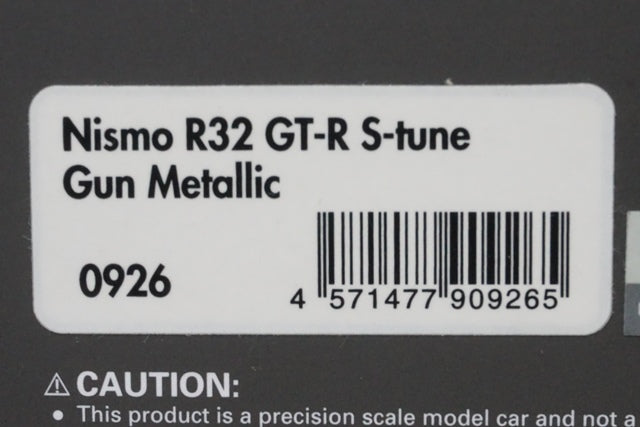 Nismo R32 GT-R S-tune
Gun Metallic
0926
4 571477 909265
⚠ CAUTION:
• This product is a precision scale model car and not a